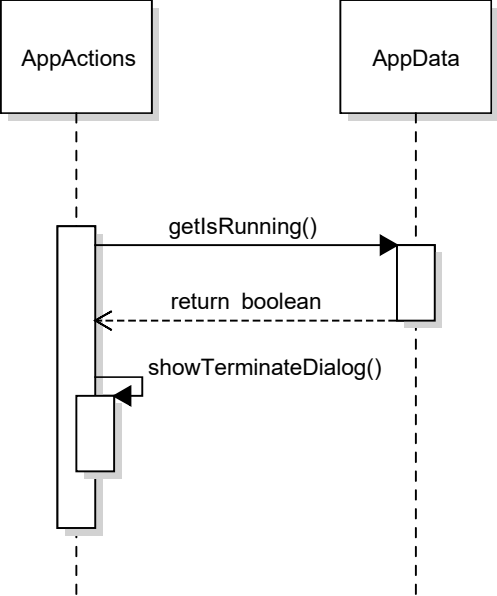 AppActions
AppData
getIsRunning()
return boolean
showTerminateDialog()